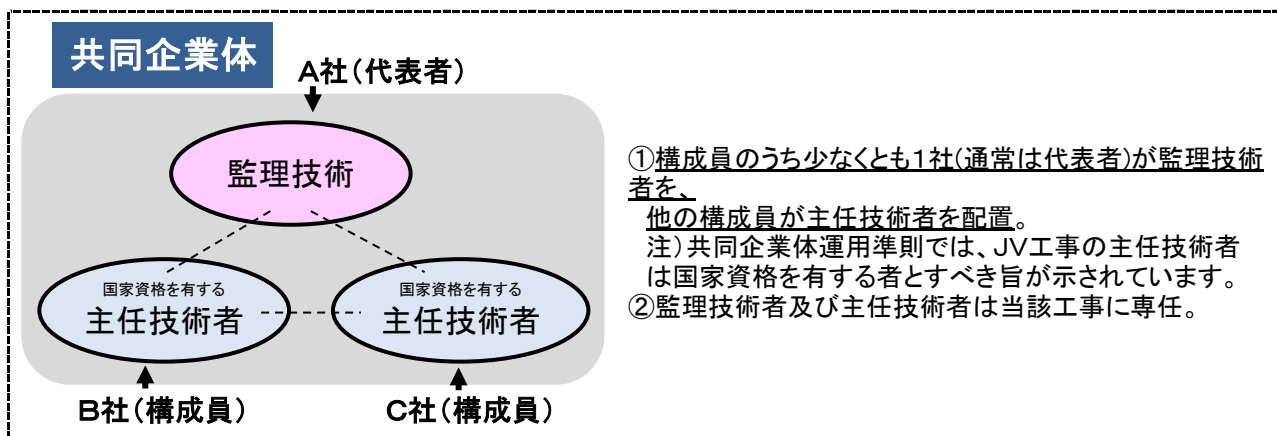 共同企業体
A社(代表者)
監理技術
国家資格を有する
主任技術者
国家資格を有する
主任技術者
B社(構成員)
C社(構成員)
①構成員のうち少なくとも1社(通常は代表者)が監理技術
者を、
他の構成員が主任技術者を配置。
注)共同企業体運用準則では、JV工事の主任技術者
は国家資格を有する者とすべき旨が示されています。
②監理技術者及び主任技術者は当該工事に専任。